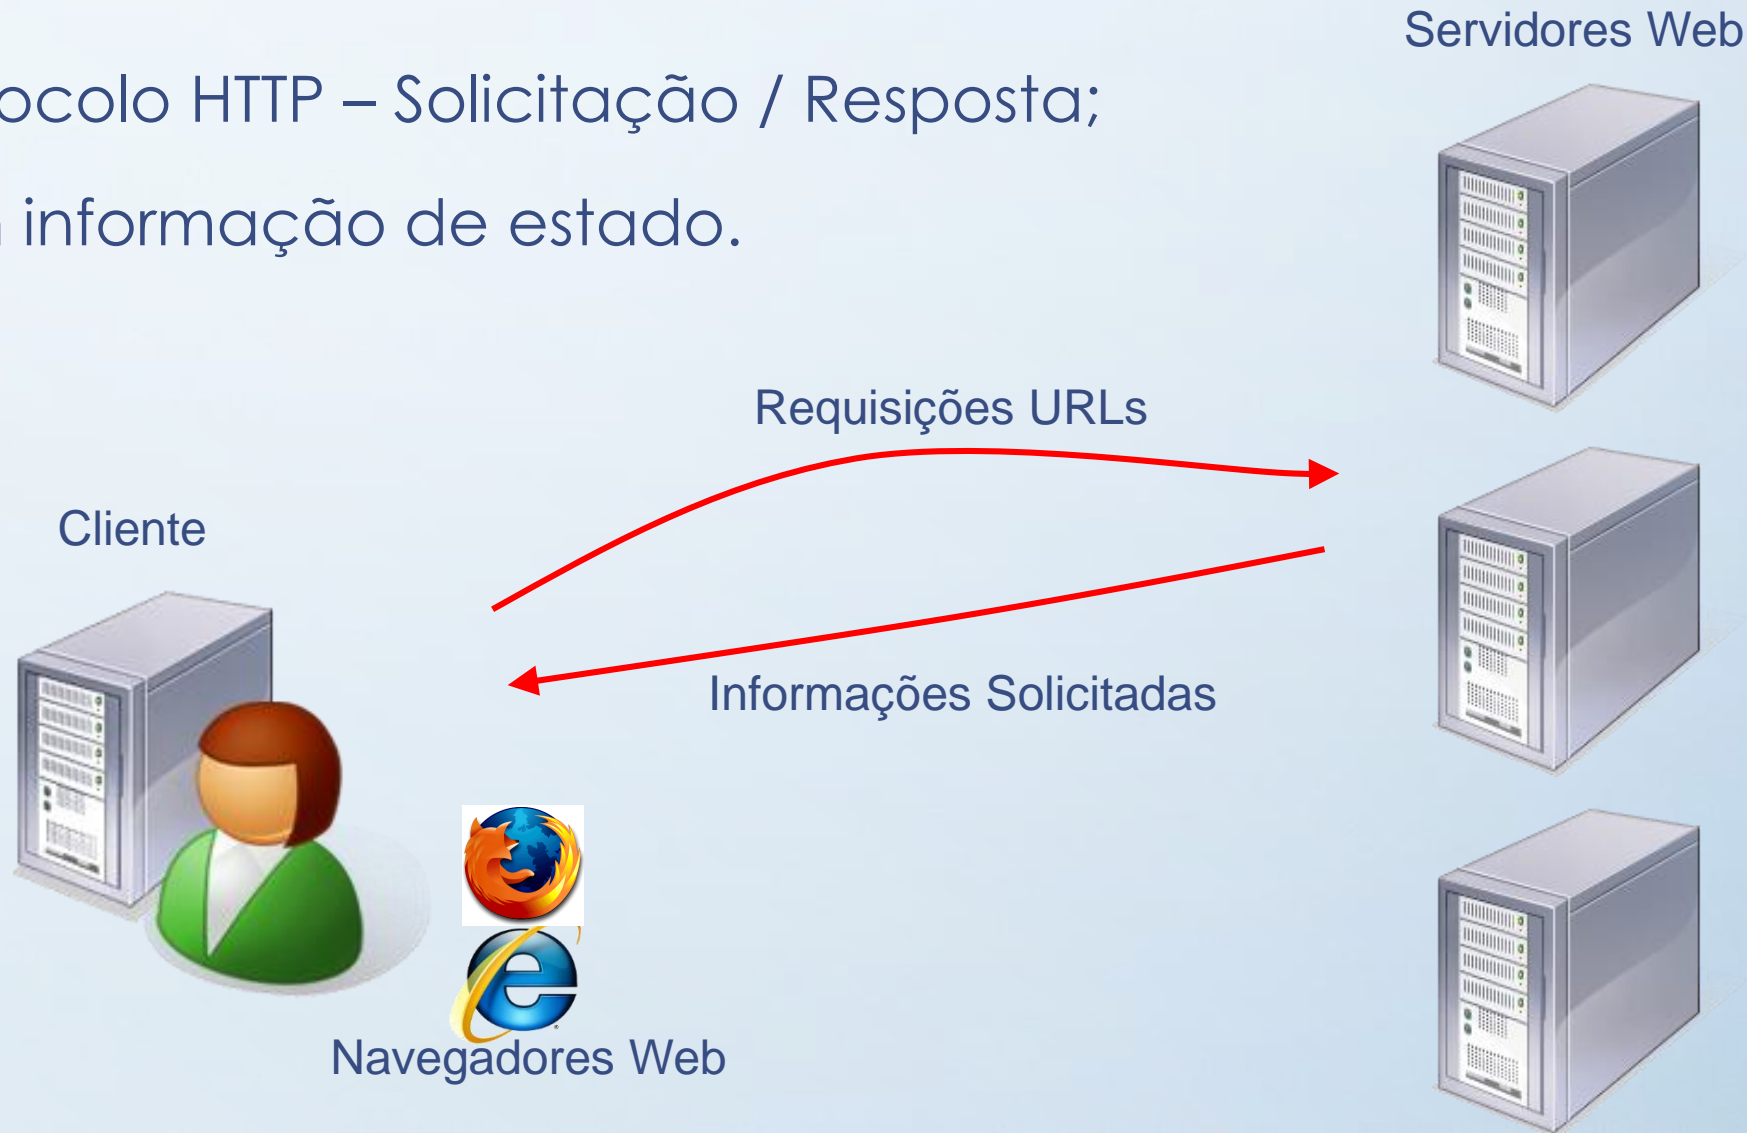 Servidores Web
ocolo HTTP – Solicitação / Resposta;
informação de estado.
Requisições URLs
Cliente
Informações Solicitadas
Navegadores Web